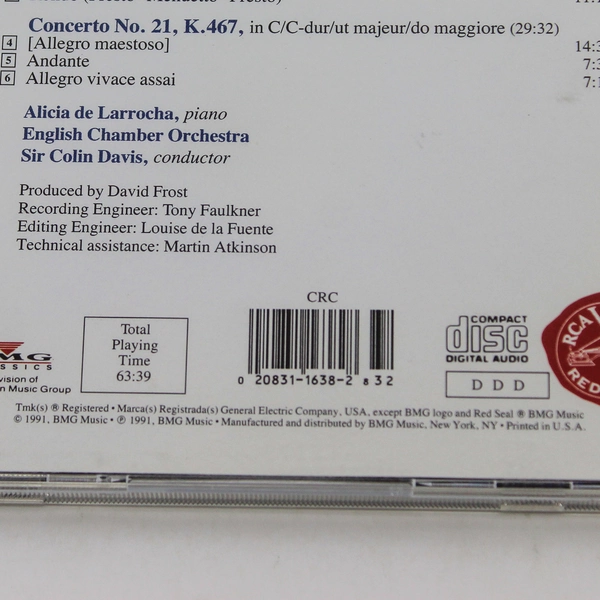 Concerto No. 21, K.467, in C/C-dur/ut majeur/do maggiore (29:32)
4 [Allegro maestoso]
5 Andante
6 Allegro vivace assai
Alicia de Larrocha, piano
English Chamber Orchestra
Sir Colin Davis, conductor
Produced by David Frost
Recording Engineer: Tony Faulkner
Editing Engineer: Louise de la Fuente
Technical assistance: Martin Atkinson
CRC
Total
Playing
Time
63:39
0 20831-1638-2 8 32
COMPACT
disc
DIGITAL AUDIO
D D D
RCA
RED
Tmk(s) ® Registered • Marca(s) Registrada(s) General Electric Company, USA, except BMG logo and Red Seal ® BMG Music
© 1991, BMG Music • ℗ 1991, BMG Music • Manufactured and distributed by BMG Music, New York, NY • Printed in U.S.A.